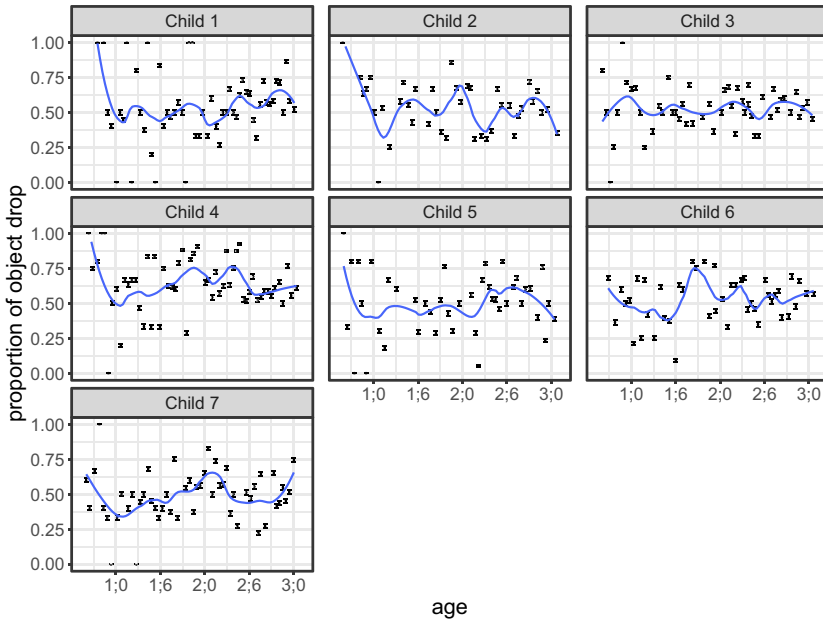 Child 1
Child 2
Child 3
1.00
0.75
0.50
0.25
0.00
Child 4
Child 5
Child 6
1.00
0.75
0.50
0.25
0.00
1;0 1;6 2;0 2;6 3;0
1;0 1;6 2;0 2;6 3;0
Child 7
1.00
0.75
0.50
0.25
0.00
1;0 1;6 2;0 2;6 3;0
proportion of object drop
age